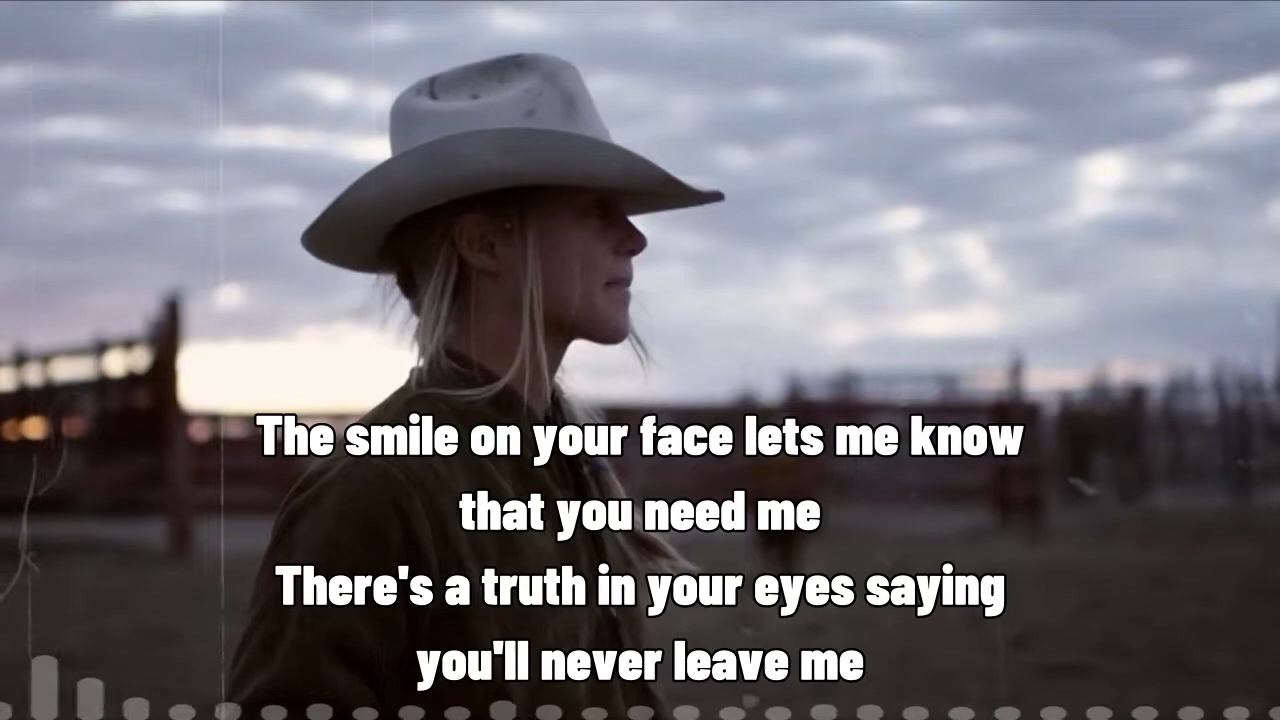 The smile on your face lets me know
that you need me
There's a truth in your eyes saying
you'll never leave me